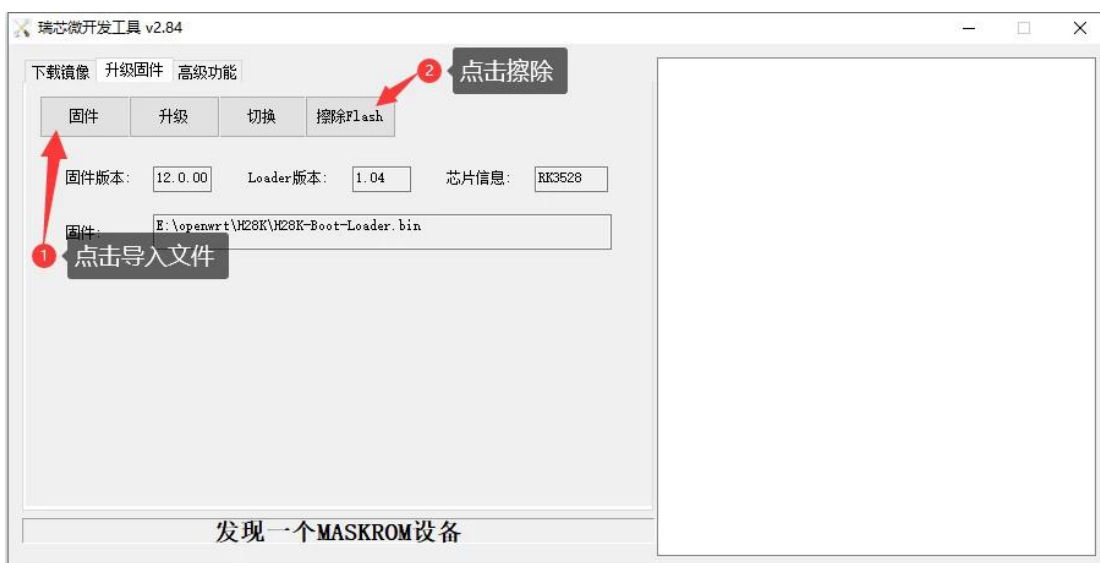 瑞芯微开发工具 v2.84
下载镜像 升级固件 高级功能
2 点击擦除
固件 升级 切换 擦除Flash
固件版本: 12.0.00 Loader版本: 1.04 芯片信息: RK3528
固件: E:\openwrt\H28K\H28K-Boot-Loader.bin
1 点击导入文件
发现一个MASKROM设备